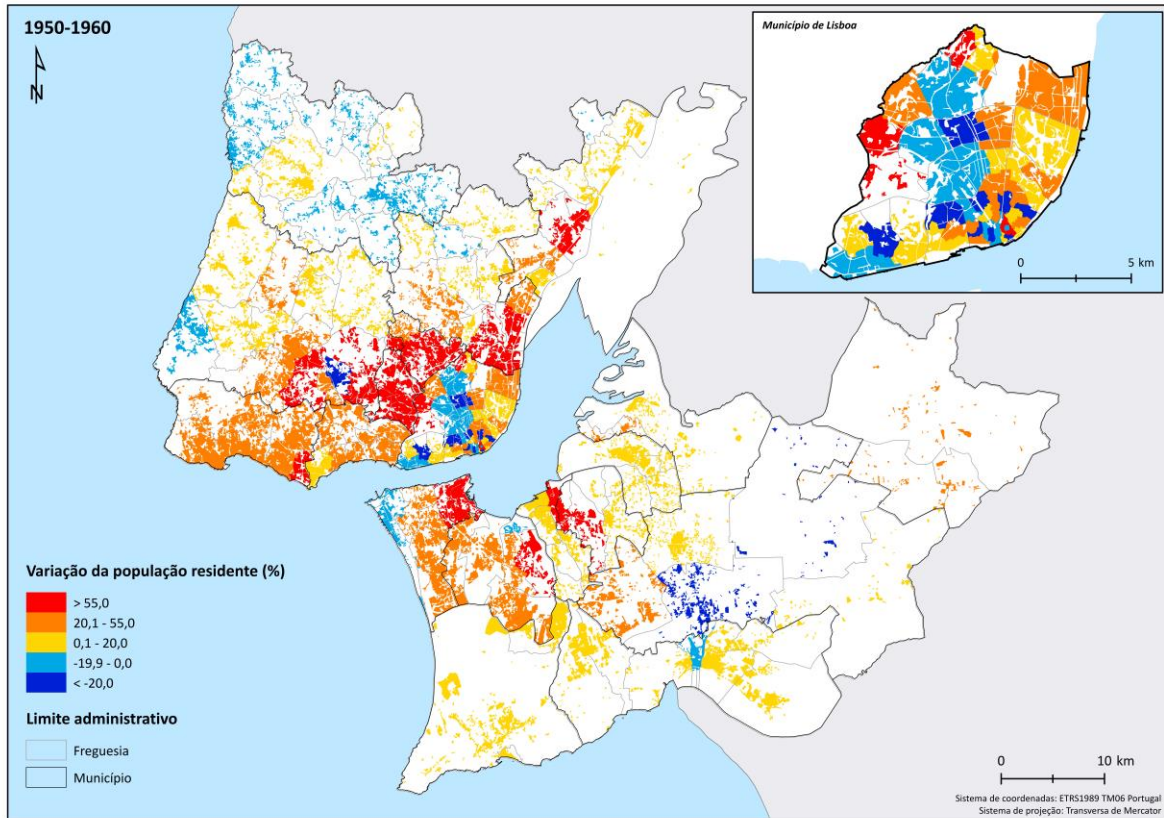 1950-1960
N
Município de Lisboa
0 5 km
Variação da população residente (%)
> 55,0
20,1 - 55,0
0,1 - 20,0
-19,9 - 0,0
< -20,0
Limite administrativo
Freguesia
Município
0 10 km
Sistema de coordenadas: ETRS1989 TM06 Portugal
Sistema de projeção: Transversa de Mercator